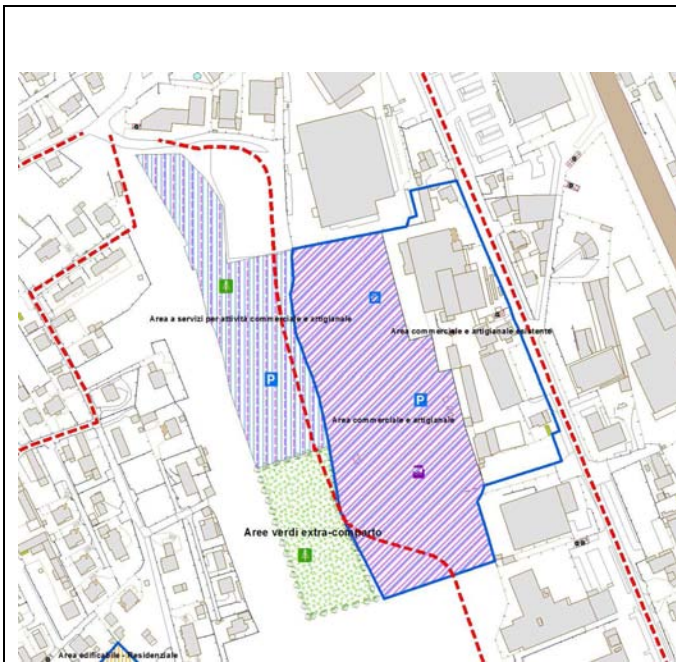 Area a servizi per attività commerciale e artigianale
Area commerciale e artigianale esistente
P
P
Area commerciale e artigianale
Aree verdi extra-comparto
Area edificabile - Residenziale